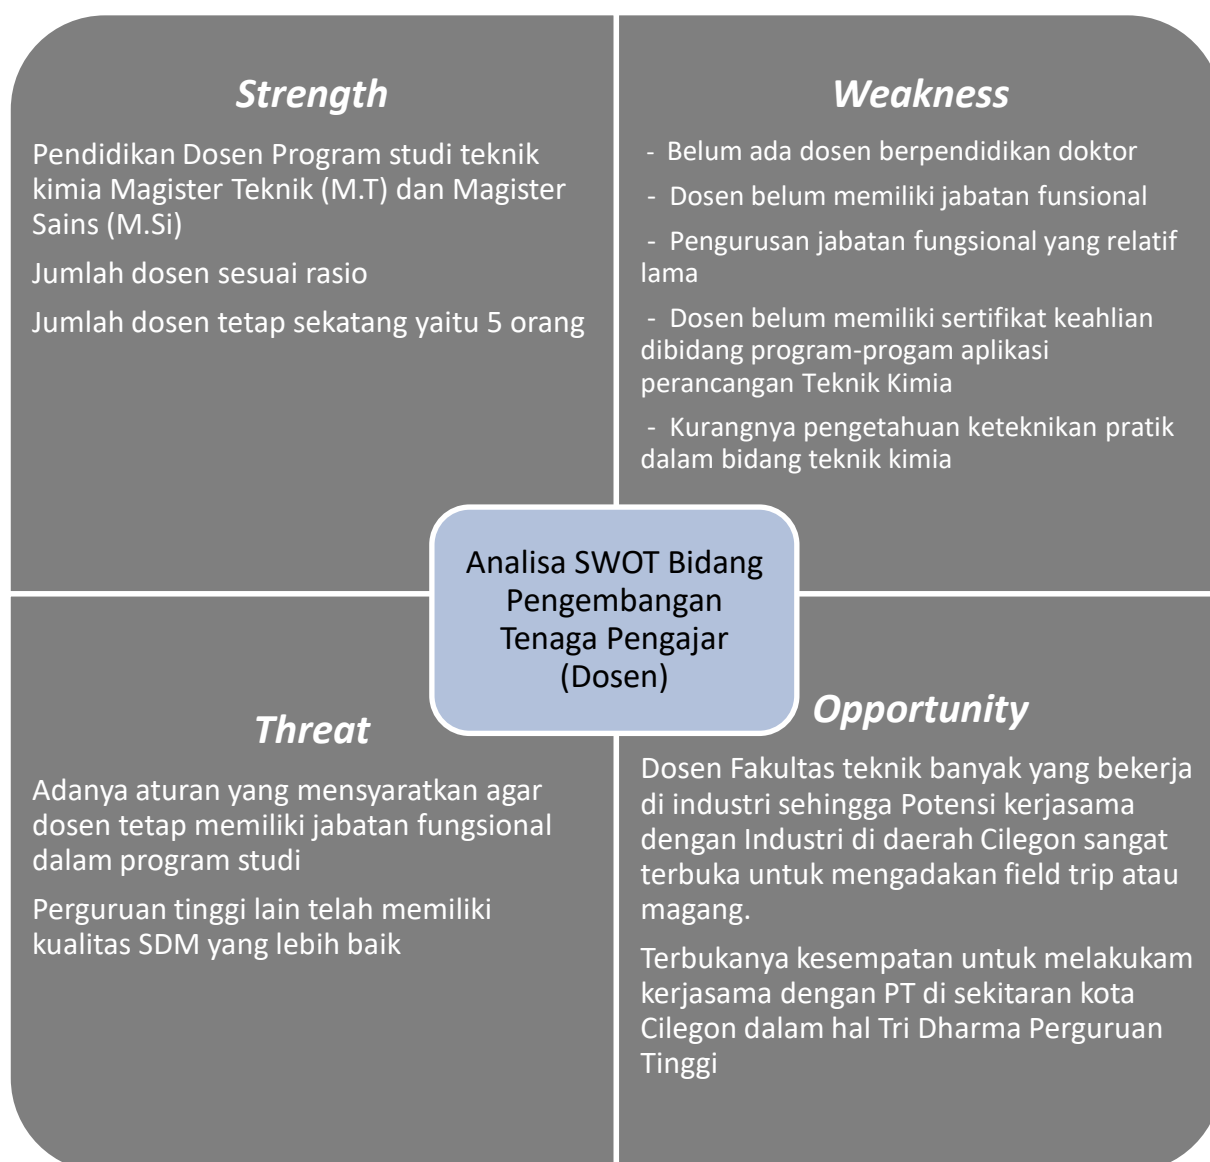 Strength
Pendidikan Dosen Program studi teknik
kimia Magister Teknik (M.T) dan Magister
Sains (M.Si)
Jumlah dosen sesuai rasio
Jumlah dosen tetap sekatang yaitu 5 orang
Weakness
- Belum ada dosen berpendidikan doktor
- Dosen belum memiliki jabatan funsional
- Pengurusan jabatan fungsional yang relatif
lama
- Dosen belum memiliki sertifikat keahlian
dibidang program-progam aplikasi
perancangan Teknik Kimia
- Kurangnya pengetahuan keteknikan pratik
dalam bidang teknik kimia
Analisa SWOT Bidang
Pengembangan
Tenaga Pengajar
(Dosen)
Threat
Adanya aturan yang mensyaratkan agar
dosen tetap memiliki jabatan fungsional
dalam program studi
Perguruan tinggi lain telah memiliki
kualitas SDM yang lebih baik
Opportunity
Dosen Fakultas teknik banyak yang bekerja
di industri sehingga Potensi kerjasama
dengan Industri di daerah Cilegon sangat
terbuka untuk mengadakan field trip atau
magang.
Terbukanya kesempatan untuk melakukam
kerjasama dengan PT di sekitaran kota
Cilegon dalam hal Tri Dharma Perguruan
Tinggi